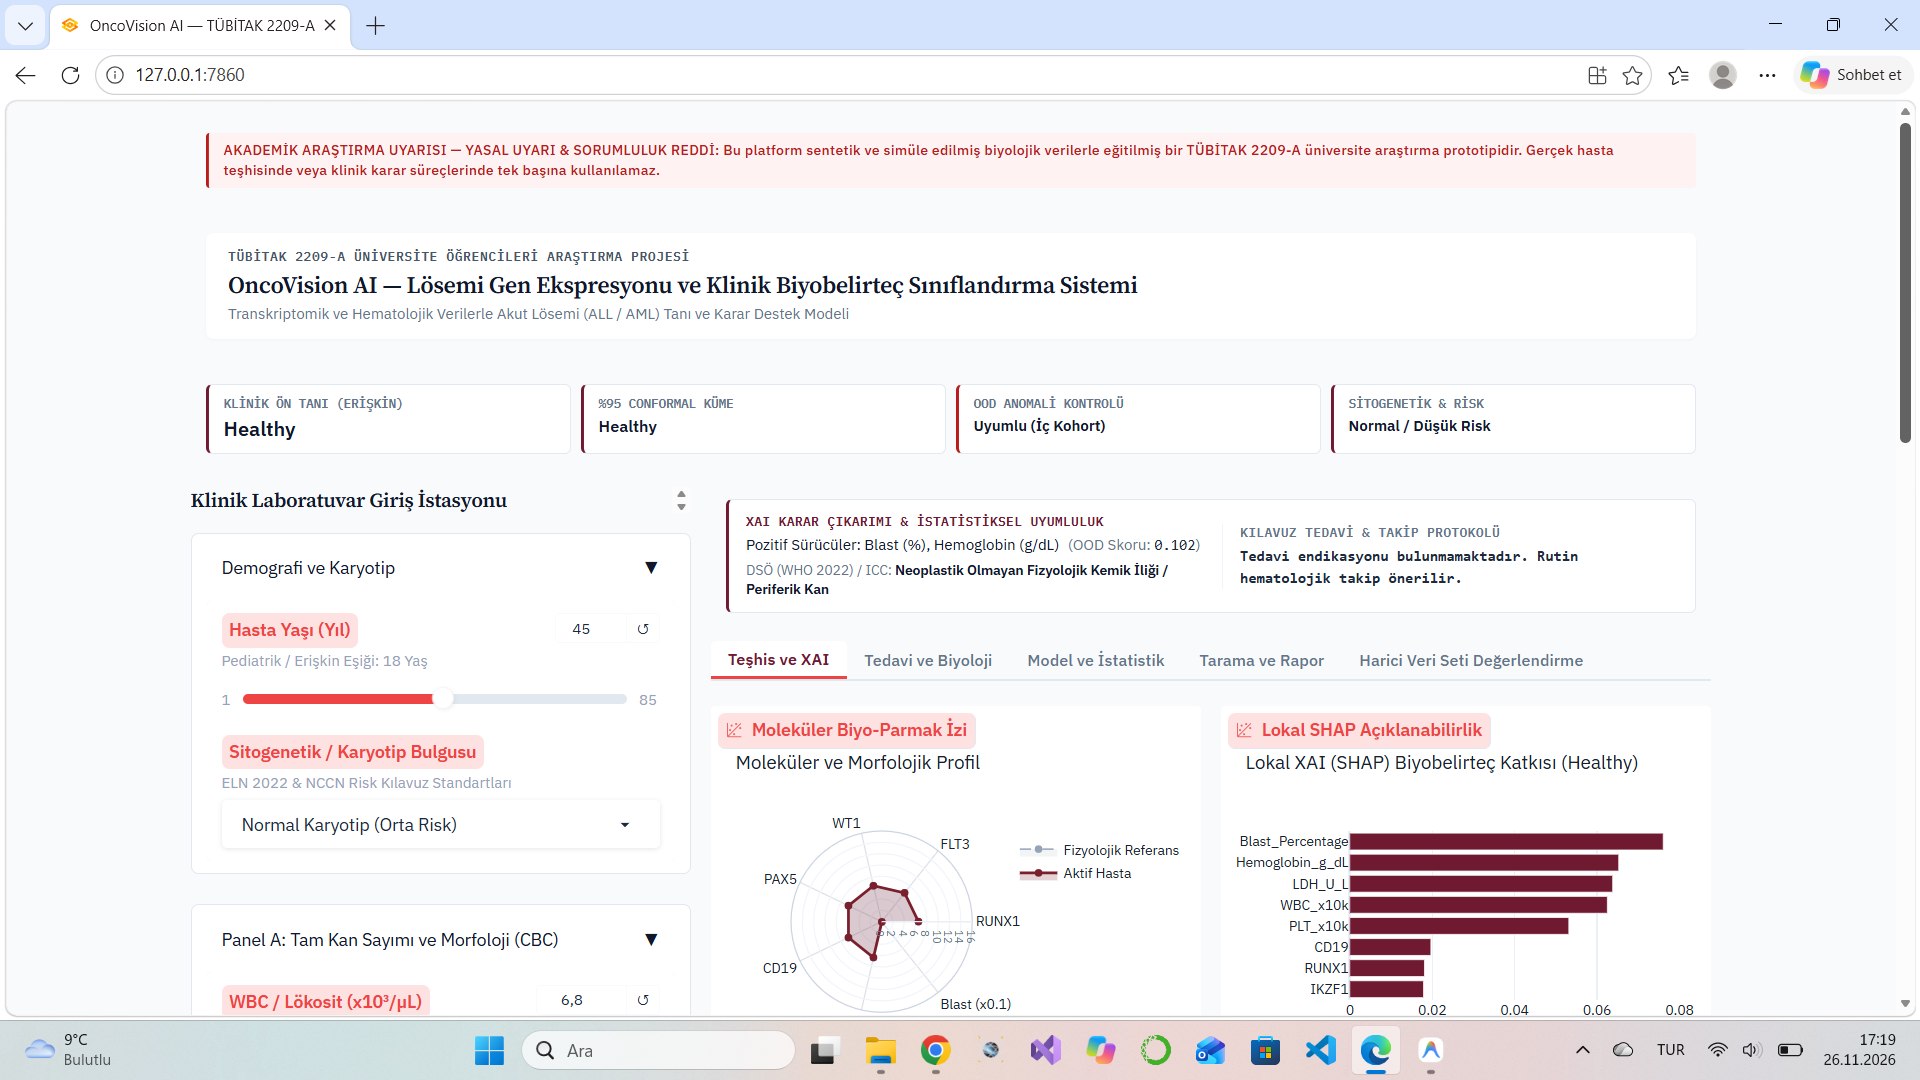 OncoVision AI — TÜBİTAK 2209-A
127.0.0.1:7860
Sohbet et
AKADEMİK ARAŞTIRMA UYARISI — YASAL UYARI & SORUMLULUK REDDİ: Bu platform sentetik ve simüle edilmiş biyolojik verilerle eğitilmiş bir TÜBİTAK 2209-A üniversite araştırma prototipidir. Gerçek hasta
teşhisinde veya klinik karar süreçlerinde tek başına kullanılamaz.
TÜBİTAK 2209-A ÜNİVERSİTE ÖĞRENCİLERİ ARAŞTIRMA PROJESİ
OncoVision AI — Lösemi Gen Ekspresyonu ve Klinik Biyobelirteç Sınıflandırma Sistemi
Transkriptomik ve Hematolojik Verilerle Akut Lösemi (ALL / AML) Tanı ve Karar Destek Modeli
KLİNİK ÖN TANI (ERİŞKİN)
Healthy
%95 CONFORMAL KÜME
Healthy
OOD ANOMALİ KONTROLÜ
Uyumlu (İç Kohort)
SİTOGENETİK & RİSK
Normal / Düşük Risk
Klinik Laboratuvar Giriş İstasyonu
Demografi ve Karyotip
Hasta Yaşı (Yıl)
45
Pediatrik / Erişkin Eşiği: 18 Yaş
1
85
Sitogenetik / Karyotip Bulgusu
ELN 2022 & NCCN Risk Kılavuz Standartları
Normal Karyotip (Orta Risk)
Panel A: Tam Kan Sayımı ve Morfoloji (CBC)
WBC / Lökosit (x10³/µL)
6,8
XAI KARAR ÇIKARIMI & İSTATİSTİKSEL UYUMLULUK
Pozitif Sürücüler: Blast (%), Hemoglobin (g/dL) (OOD Skoru: 0.102)
DSÖ (WHO 2022) / ICC: Neoplastik Olmayan Fizyolojik Kemik İliği /
Periferik Kan
KILAVUZ TEDAVİ & TAKİP PROTOKOLÜ
Tedavi endikasyonu bulunmamaktadır. Rutin
hematolojik takip önerilir.
Teşhis ve XAI
Tedavi ve Biyoloji
Model ve İstatistik
Tarama ve Rapor
Harici Veri Seti Değerlendirme
Moleküler Biyo-Parmak İzi
Moleküler ve Morfolojik Profil
WT1
FLT3
PAX5
RUNX1
CD19
Blast (x0.1)
2 4 6 8 10 12 14 16
Fizyolojik Referans
Aktif Hasta
Lokal SHAP Açıklanabilirlik
Lokal XAI (SHAP) Biyobelirteç Katkısı (Healthy)
Blast_Percentage
Hemoglobin_g_dL
LDH_U_L
WBC_x10k
PLT_x10k
CD19
RUNX1
IKZF1
0 0.02 0.04 0.06 0.08
9°C
Bulutlu
Ara
TUR
17:19
26.11.2026